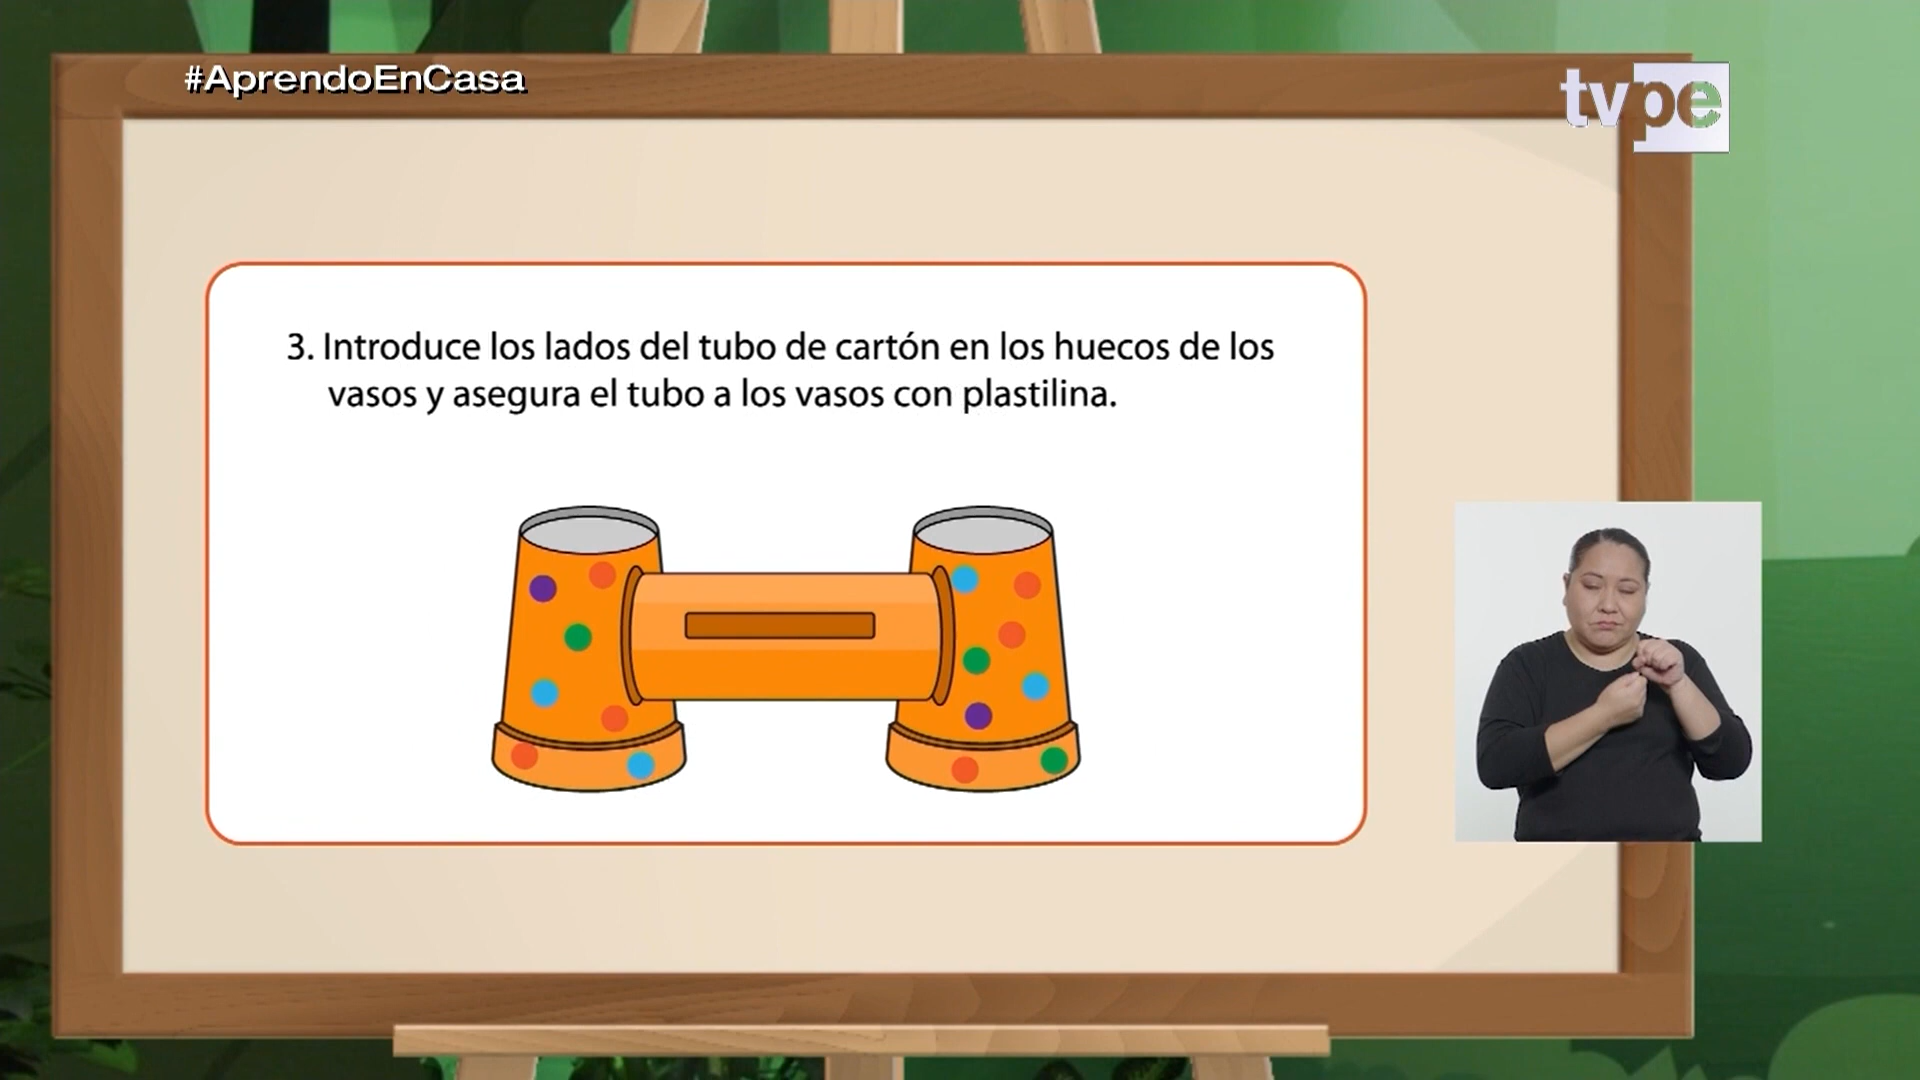 #AprendoEnCasa
tvpe
3. Introduce los lados del tubo de cartón en los huecos de los
vasos y asegura el tubo a los vasos con plastilina.